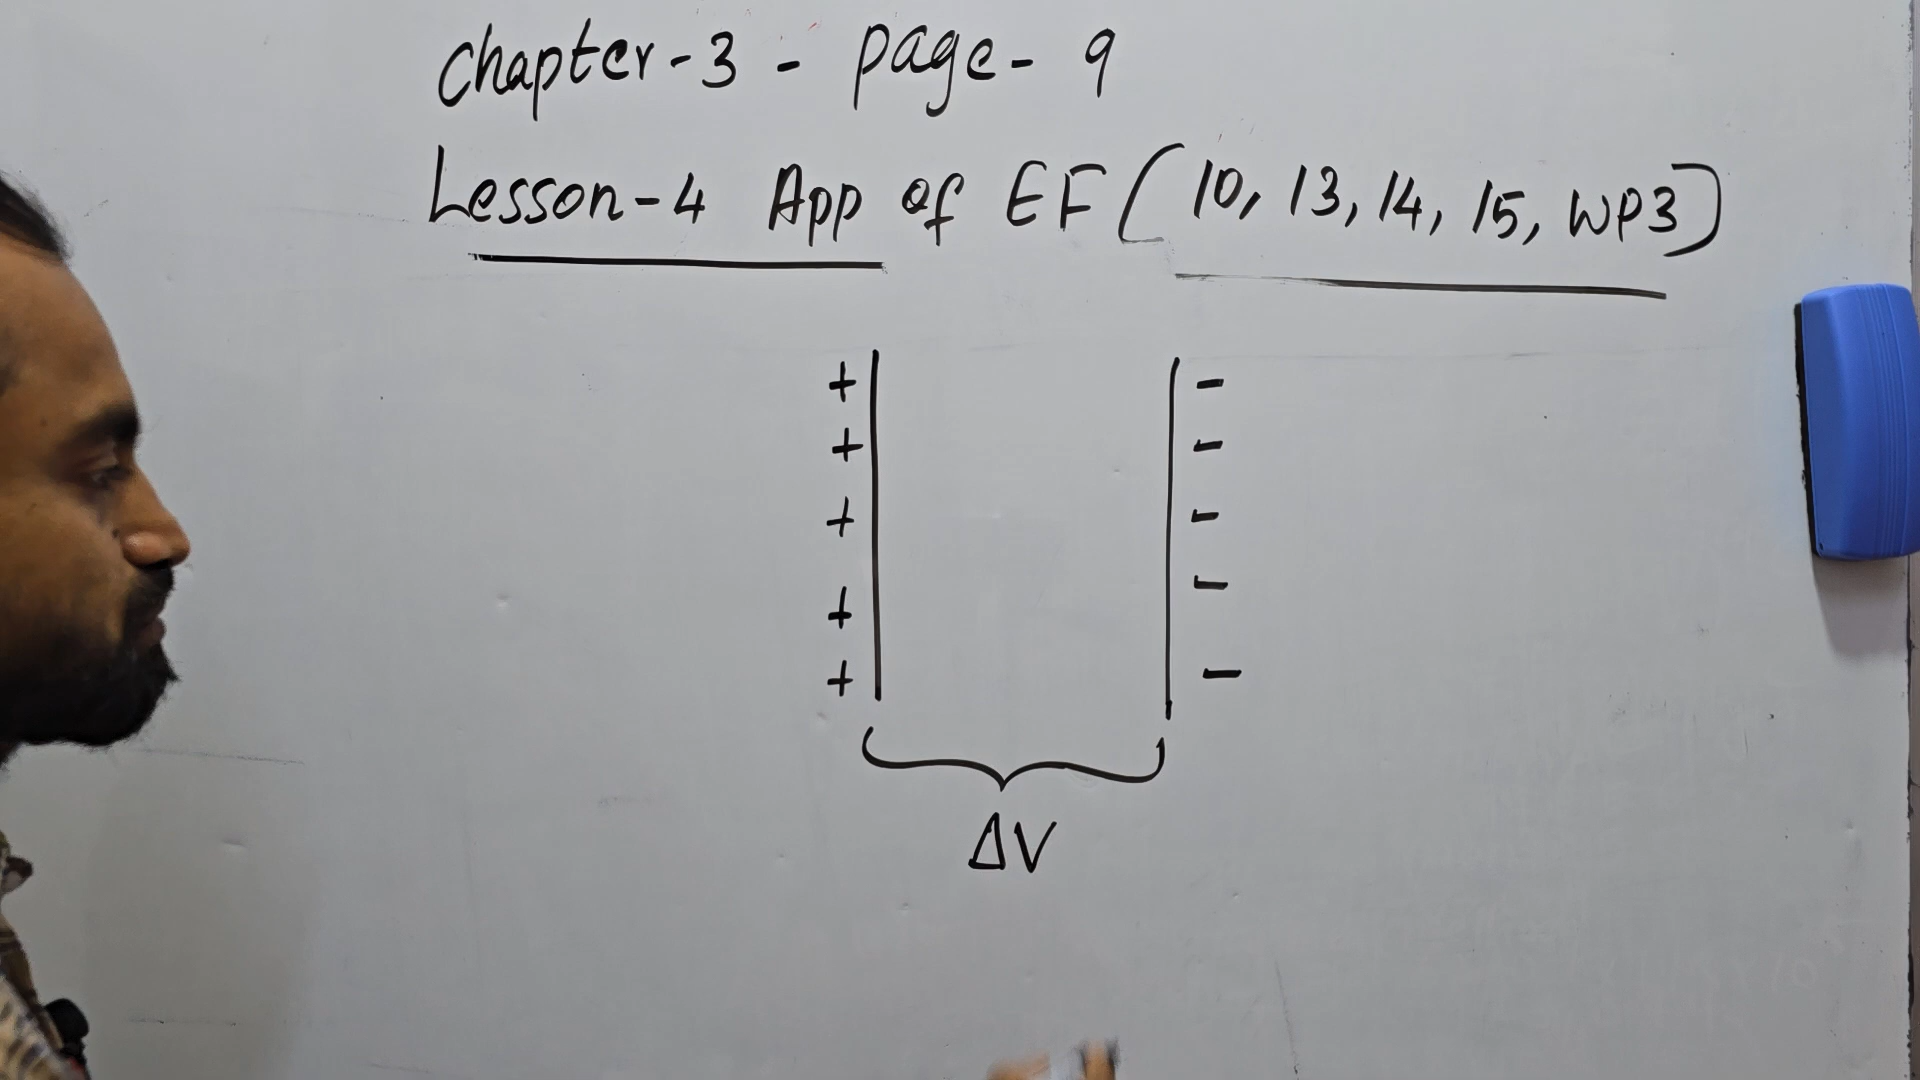 Chapter-3 - page-9
Lesson-4 App of EF (10, 13, 14, 15, WP3)
+ -
+ -
+ -
+ -
+ -
ΔV